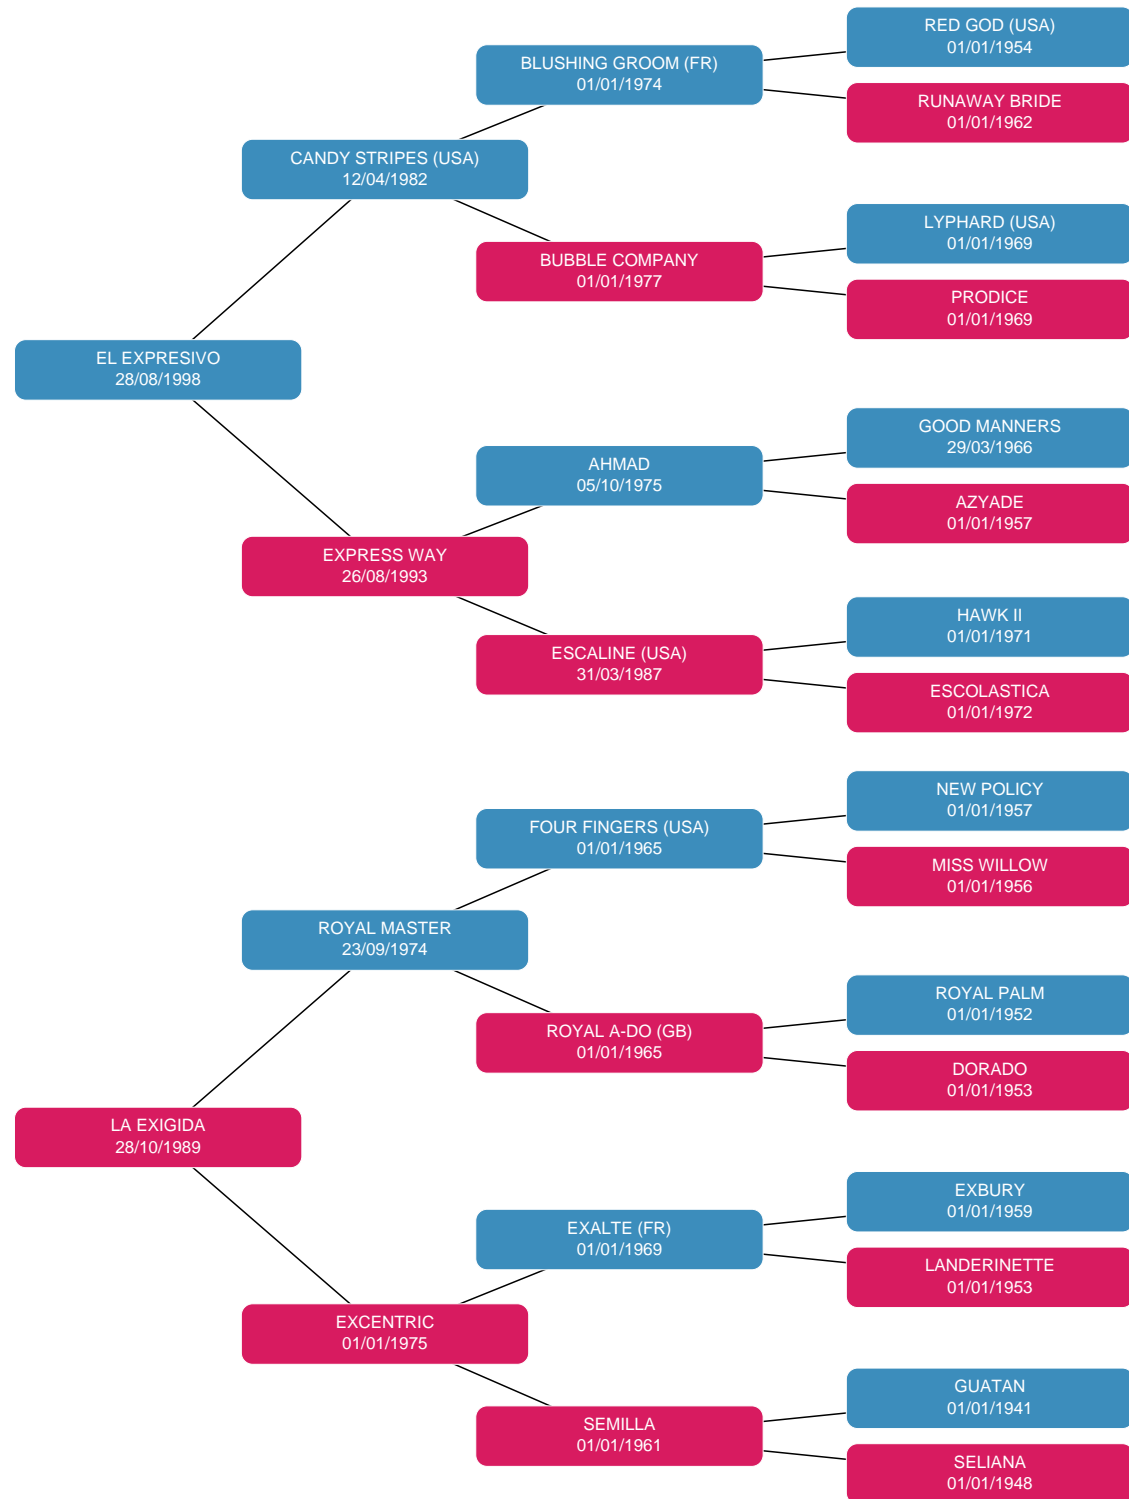 RED GOD (USA)
01/01/1954
BLUSHING GROOM (FR)
01/01/1974
RUNAWAY BRIDE
01/01/1962
CANDY STRIPES (USA)
12/04/1982
LYPHARD (USA)
01/01/1969
BUBBLE COMPANY
01/01/1977
PRODICE
01/01/1969
EL EXPRESIVO
28/08/1998
GOOD MANNERS
29/03/1966
AHMAD
05/10/1975
AZYADE
01/01/1957
EXPRESS WAY
26/08/1993
HAWK II
01/01/1971
ESCALINE (USA)
31/03/1987
ESCOLASTICA
01/01/1972
NEW POLICY
01/01/1957
FOUR FINGERS (USA)
01/01/1965
MISS WILLOW
01/01/1956
ROYAL MASTER
23/09/1974
ROYAL PALM
01/01/1952
ROYAL A-DO (GB)
01/01/1965
DORADO
01/01/1953
LA EXIGIDA
28/10/1989
EXBURY
01/01/1959
EXALTE (FR)
01/01/1969
LANDERINETTE
01/01/1953
EXCENTRIC
01/01/1975
GUATAN
01/01/1941
SEMILLA
01/01/1961
SELIANA
01/01/1948